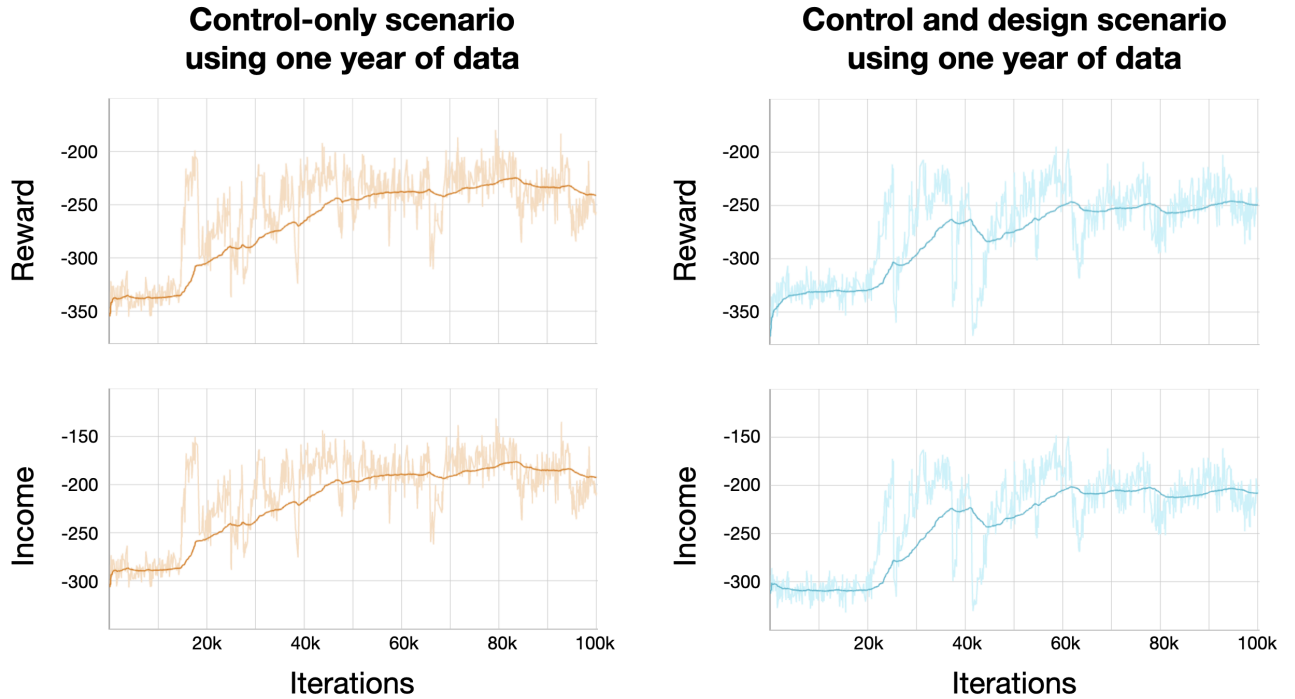 Control-only scenario
using one year of data
Control and design scenario
using one year of data
Reward
-200
-250
-300
-350
Reward
-200
-250
-300
-350
Income
-150
-200
-250
-300
20k
40k
60k
80k
100k
Iterations
Income
-150
-200
-250
-300
20k
40k
60k
80k
100k
Iterations